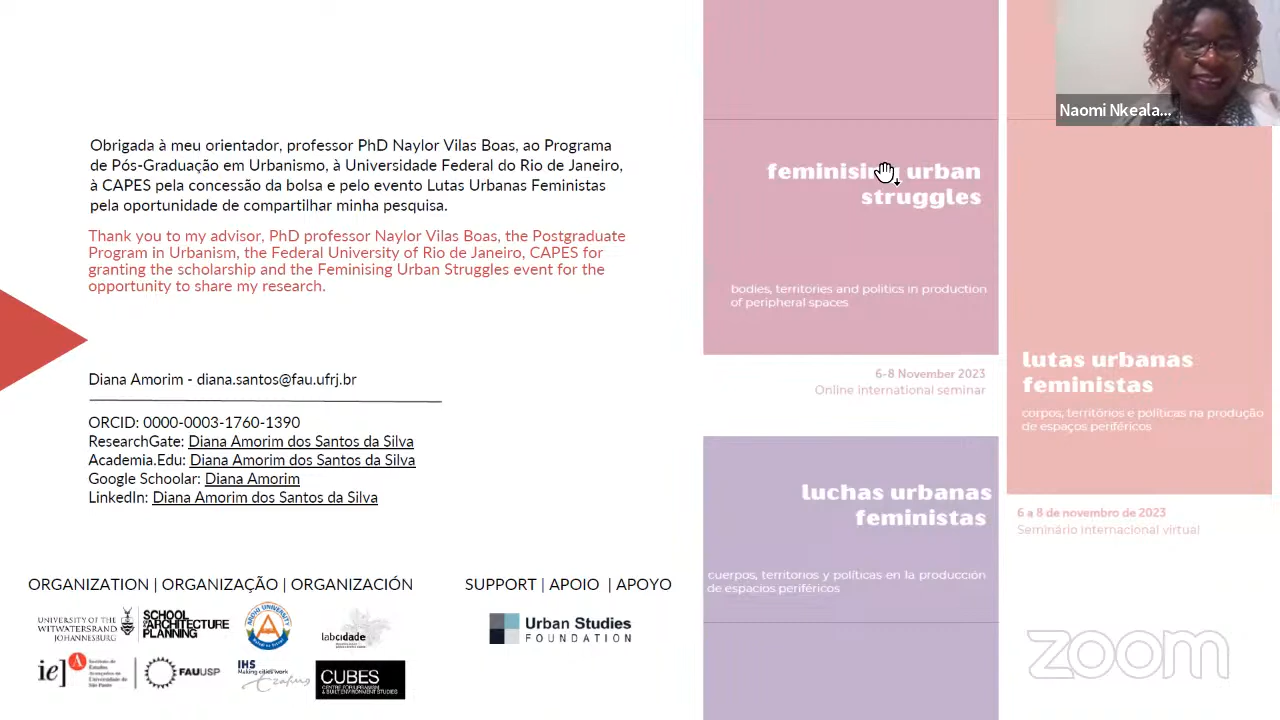 Obrigada à meu orientador, professor PhD Naylor Vilas Boas, ao Programa
de Pós-Graduação em Urbanismo, à Universidade Federal do Rio de Janeiro,
à CAPES pela concessão da bolsa e pelo evento Lutas Urbanas Feministas
pela oportunidade de compartilhar minha pesquisa.
Thank you to my advisor, PhD professor Naylor Vilas Boas, the Postgraduate
Program in Urbanism, the Federal University of Rio de Janeiro, CAPES for
granting the scholarship and the Feminising Urban Struggles event for the
opportunity to share my research.
Diana Amorim - diana.santos@fau.ufrj.br
ORCID: 0000-0003-1760-1390
ResearchGate: Diana Amorim dos Santos da Silva
Academia.Edu: Diana Amorim dos Santos da Silva
Google Schoolar: Diana Amorim
LinkedIn: Diana Amorim dos Santos da Silva
ORGANIZATION | ORGANIZAÇÃO | ORGANIZACIÓN
UNIVERSITY OF THE
WITWATERSRAND
JOHANNESBURG
SCHOOL
of ARCHITECTURE
PLANNING
labcidade
iea
FAUUSP
IHS
Making cities work
Erasmus
CUBES
SUPPORT | APOIO | APOYO
Urban Studies
FOUNDATION
feminising urban
struggles
bodies, territories and politics in production
of peripheral spaces
6-8 November 2023
Online international seminar
luchas urbanas
feministas
cuerpos, territorios y políticas en la producción
de espacios periféricos
Naomi Nkeala...
lutas urbanas
feministas
corpos, territórios e políticas na produção
de espaços periféricos
6 a 8 de novembro de 2023
Seminário internacional virtual
zoom